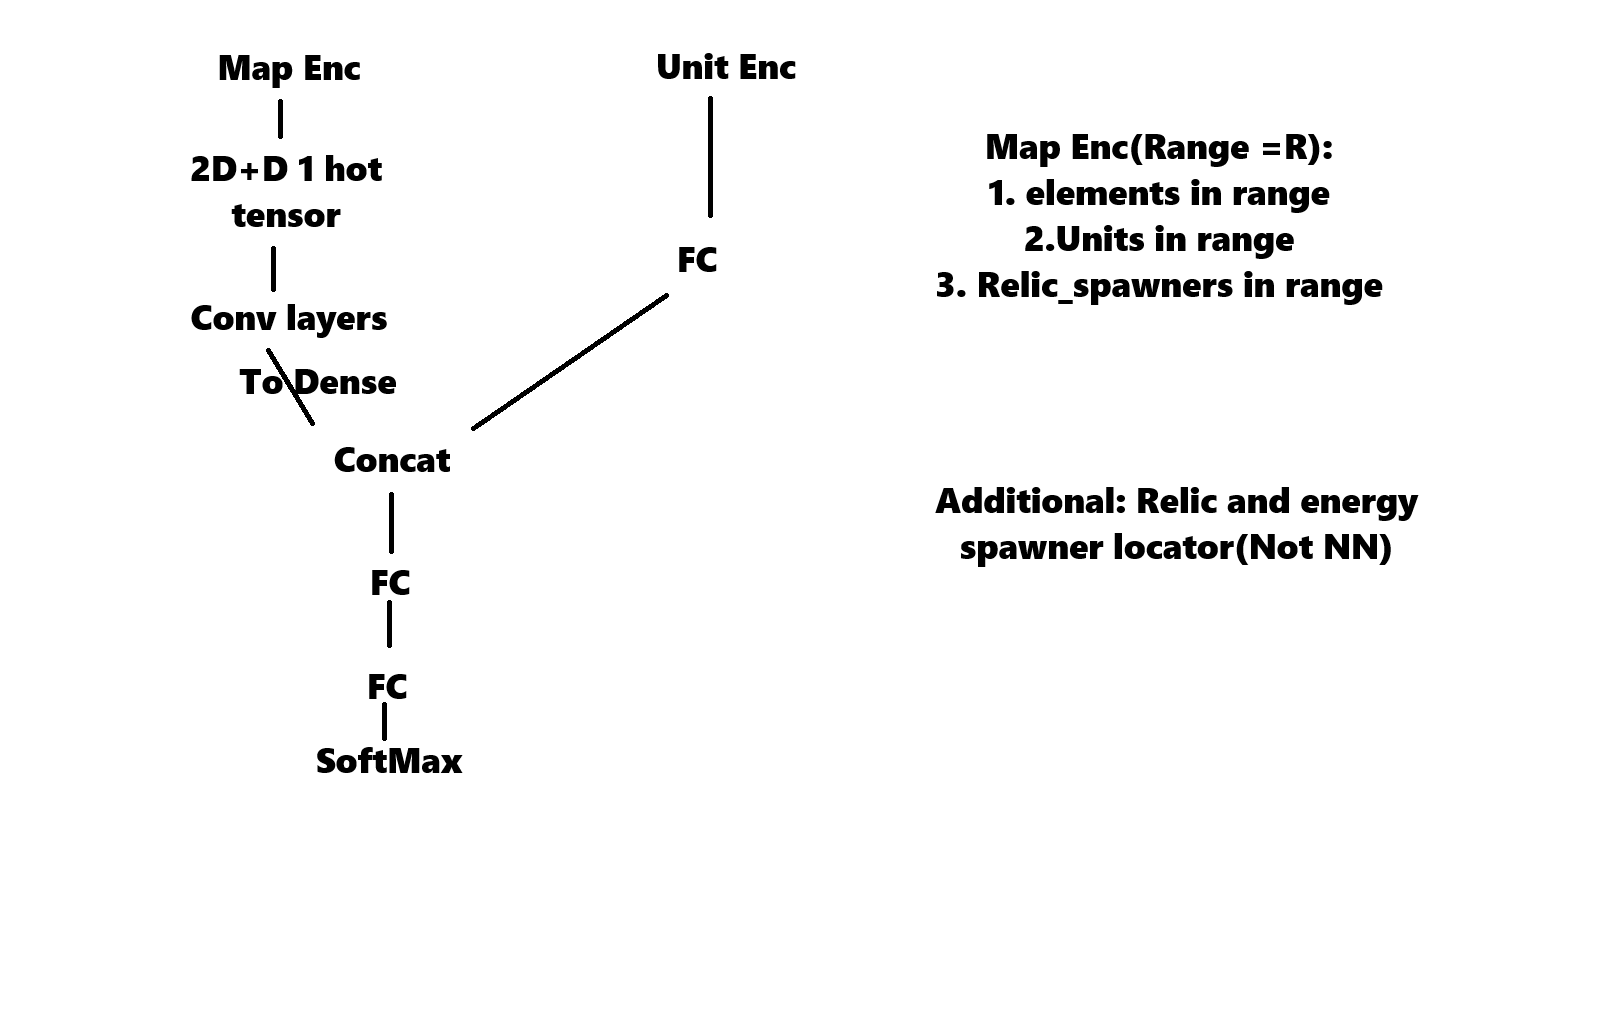 Map Enc
Unit Enc
2D+D 1 hot
tensor
FC
Conv layers
To Dense
Concat
FC
FC
SoftMax
Map Enc(Range =R):
1. elements in range
2.Units in range
3. Relic_spawners in range
Additional: Relic and energy
spawner locator(Not NN)